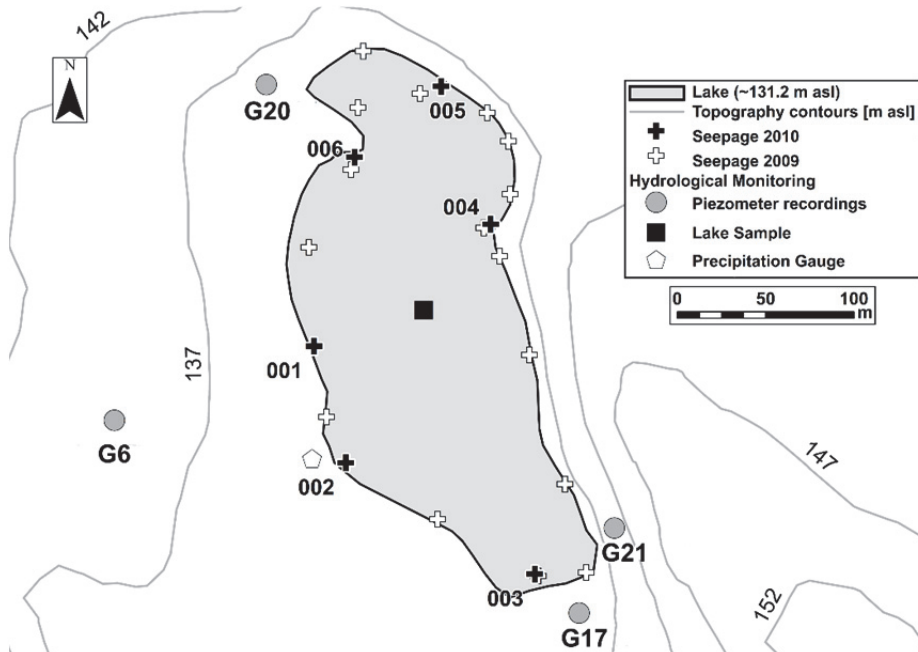 142
N
G20
005
006
004
Lake (~131.2 m asl)
Topography contours [m asl]
Seepage 2010
Seepage 2009
Hydrological Monitoring
Piezometer recordings
Lake Sample
Precipitation Gauge
0 50 100
m
137
001
G6
002
147
G21
003
G17
152